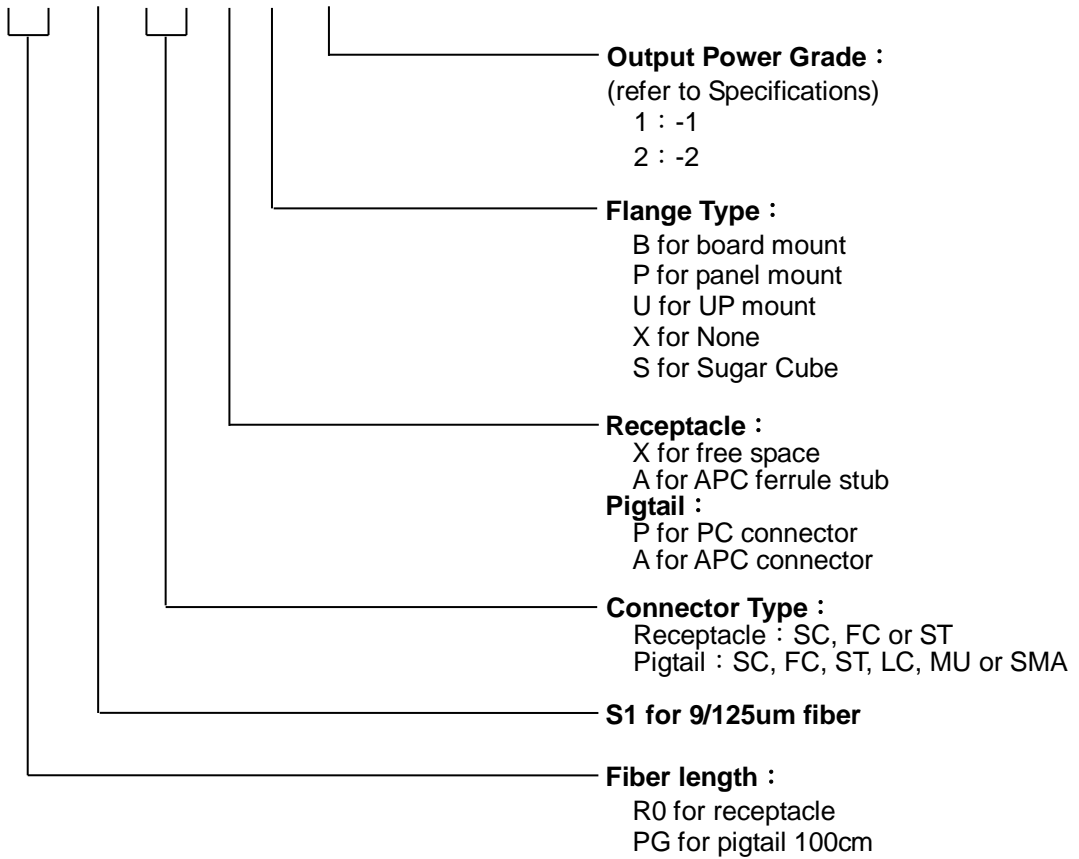 Output Power Grade：
(refer to Specifications)
1：-1
2：-2
Flange Type：
B for board mount
P for panel mount
U for UP mount
X for None
S for Sugar Cube
Receptacle：
X for free space
A for APC ferrule stub
Pigtail：
P for PC connector
A for APC connector
Connector Type：
Receptacle：SC, FC or ST
Pigtail：SC, FC, ST, LC, MU or SMA
S1 for 9/125um fiber
Fiber length：
R0 for receptacle
PG for pigtail 100cm